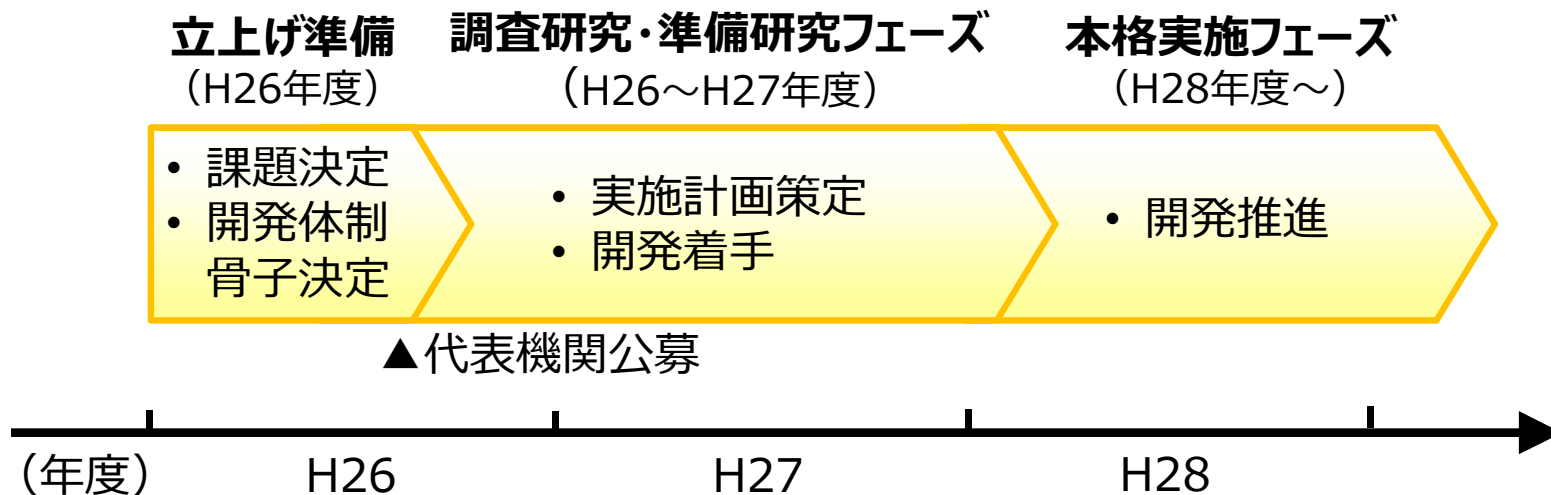 立上げ準備
（H26年度）
調査研究・準備研究フェーズ
（H26～H27年度）
本格実施フェーズ
（H28年度～）
• 課題決定
• 開発体制
骨子決定
• 実施計画策定
• 開発着手
• 開発推進
▲代表機関公募
（年度）
H26
H27
H28